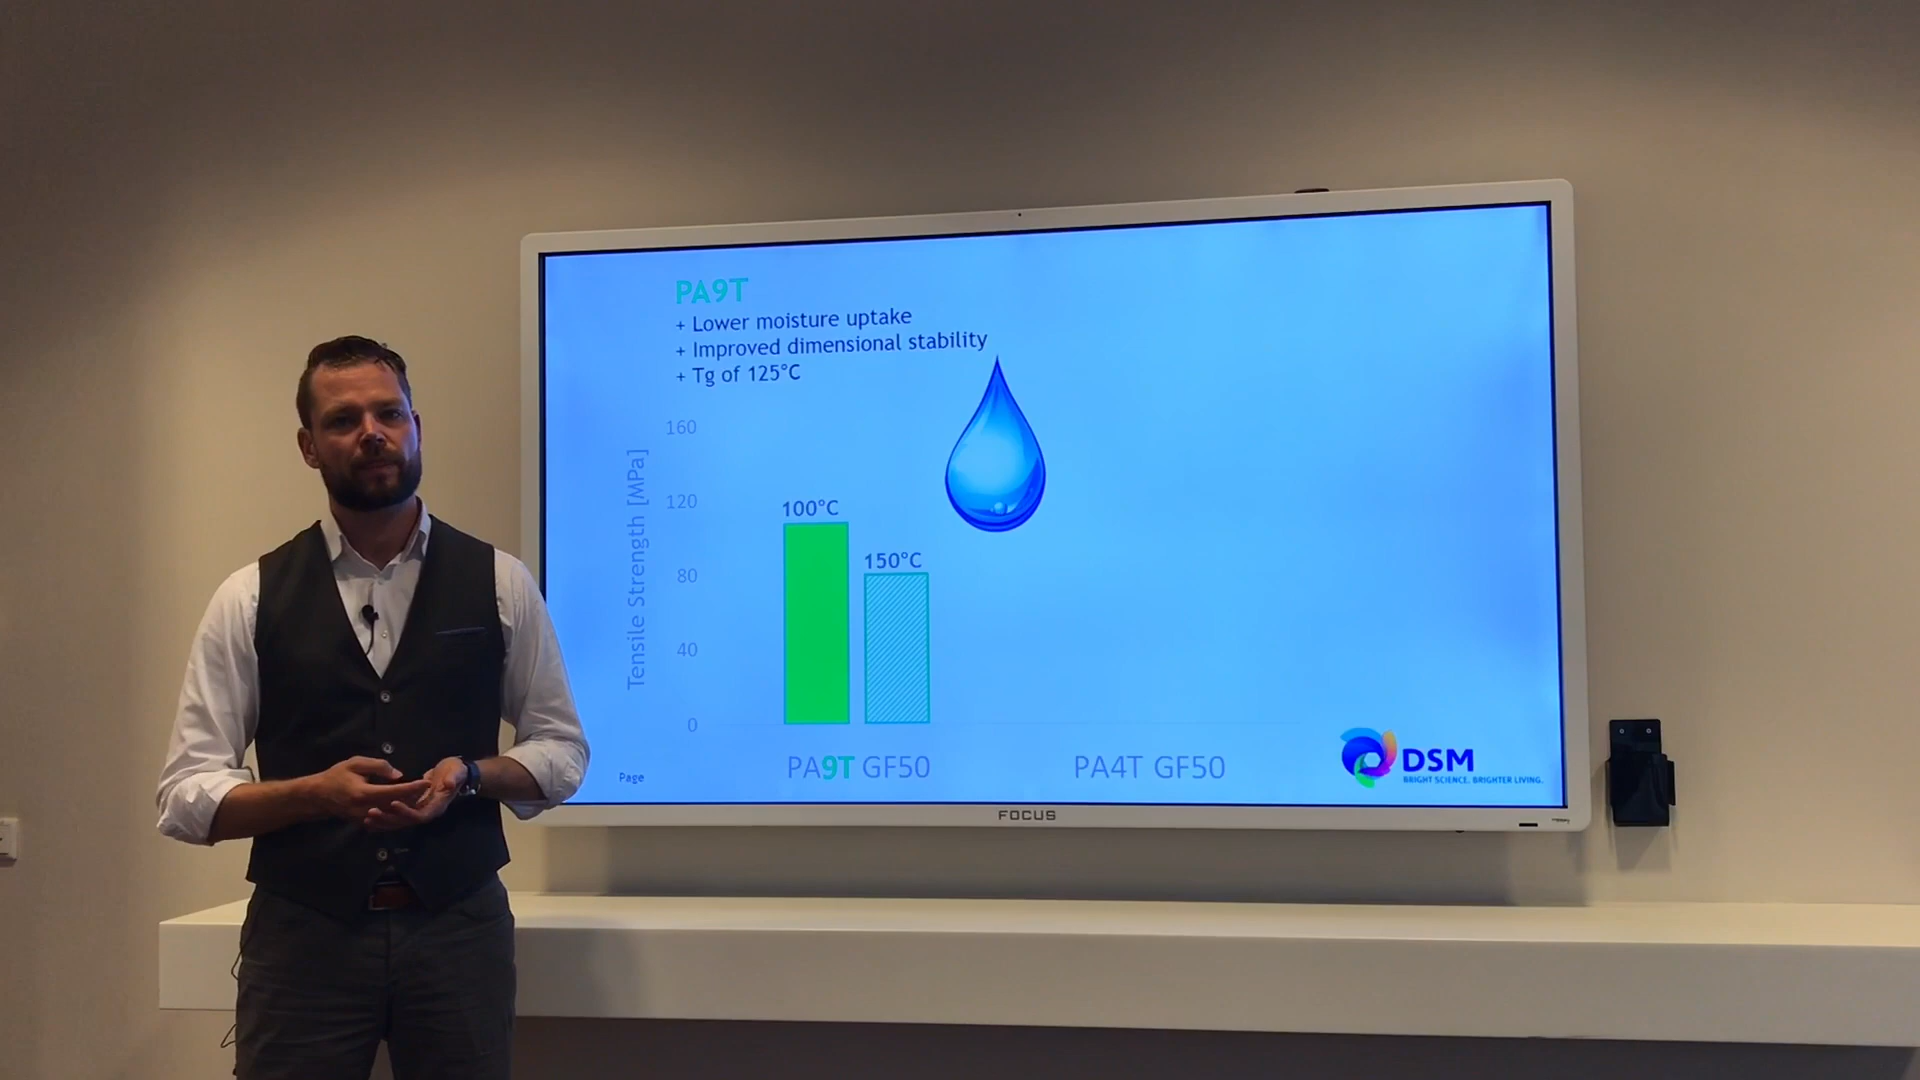 PA9T
+ Lower moisture uptake
+ Improved dimensional stability
+ Tg of 125°C
160
120
80
40
0
Tensile Strength [MPa]
100°C
150°C
PA9T GF50
PA4T GF50
Page
DSM
BRIGHT SCIENCE. BRIGHTER LIVING.
FOCUS